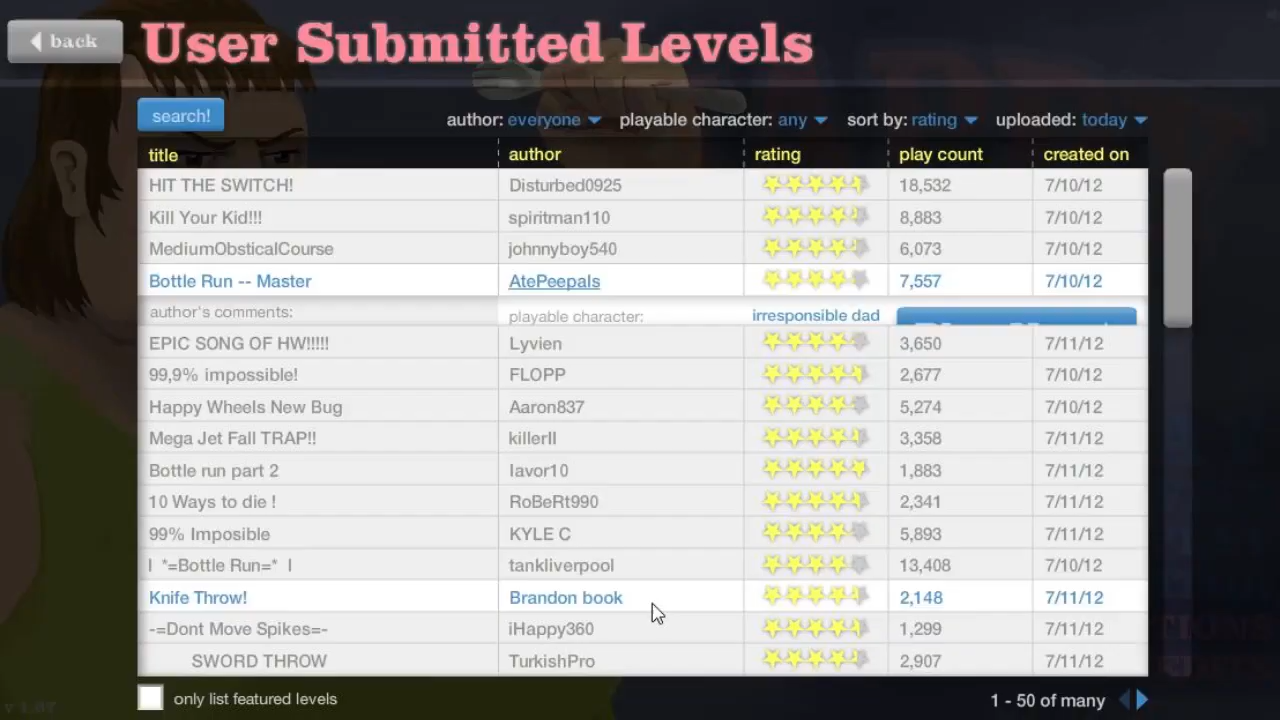 back
User Submitted Levels
search!
author: everyone playable character: any sort by: rating uploaded: today
title author rating play count created on
HIT THE SWITCH! Disturbed0925 18,532 7/10/12
Kill Your Kid!!! spiritman110 8,883 7/10/12
MediumObsticalCourse johnnyboy540 6,073 7/10/12
Bottle Run -- Master AtePeepals 7,557 7/10/12
author's comments: playable character: irresponsible dad
EPIC SONG OF HW!!!!! Lyvien 3,650 7/11/12
99,9% impossible! FLOPP 2,677 7/10/12
Happy Wheels New Bug Aaron837 5,274 7/10/12
Mega Jet Fall TRAP!! killerII 3,358 7/11/12
Bottle run part 2 lavor10 1,883 7/11/12
10 Ways to die ! RoBeRt990 2,341 7/11/12
99% Imposible KYLE C 5,893 7/11/12
I *=Bottle Run=* I tankliverpool 13,408 7/10/12
Knife Throw! Brandon book 2,148 7/11/12
-=Dont Move Spikes=- iHappy360 1,299 7/11/12
SWORD THROW TurkishPro 2,907 7/11/12
only list featured levels 1 - 50 of many